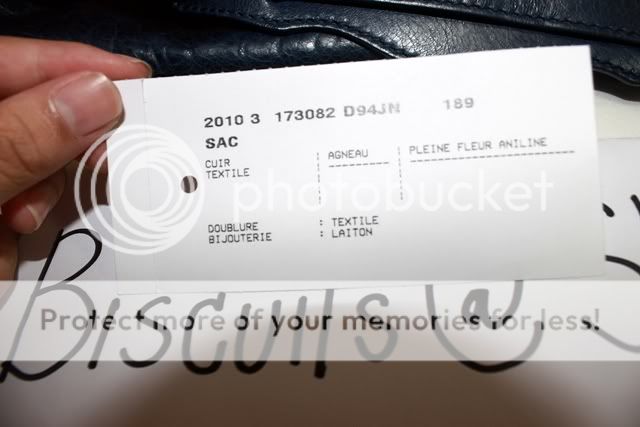 2010 3 173082 D94JN 189
SAC
CUIR AGNEAU PLEINE FLEUR ANILINE
TEXTILE
DOUBLURE : TEXTILE
BIJOUTERIE : LAITON
photobucket
Protect more of your memories for less!
BISCUITS @